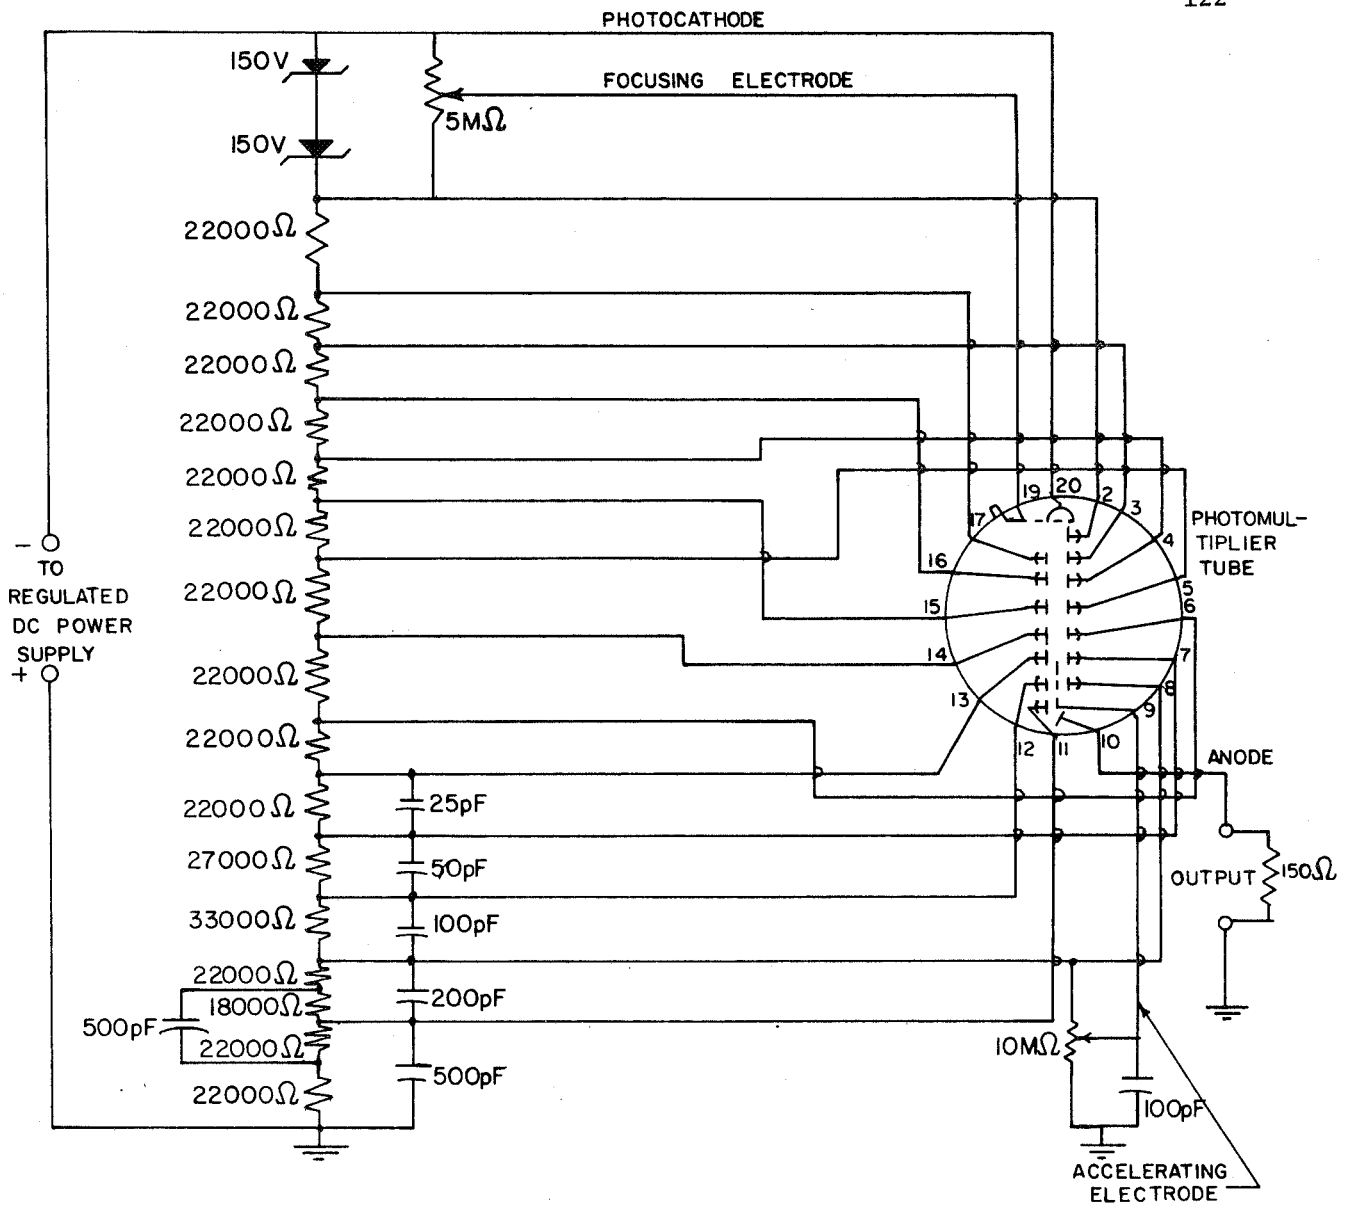 122
PHOTOCATHODE
150V
FOCUSING ELECTRODE
5MΩ
150V
22000Ω
22000Ω
22000Ω
22000Ω
22000Ω
22000Ω
22000Ω
22000Ω
22000Ω
22000Ω
27000Ω
33000Ω
22000Ω
18000Ω
22000Ω
22000Ω
500pF
25pF
50pF
100pF
200pF
500pF
−
TO
REGULATED
DC POWER
SUPPLY
+
17
19
20
2
3
4
5
6
7
8
9
10
11
12
13
14
15
16
PHOTOMUL-
TIPLIER
TUBE
ANODE
OUTPUT
150Ω
10MΩ
100pF
ACCELERATING
ELECTRODE